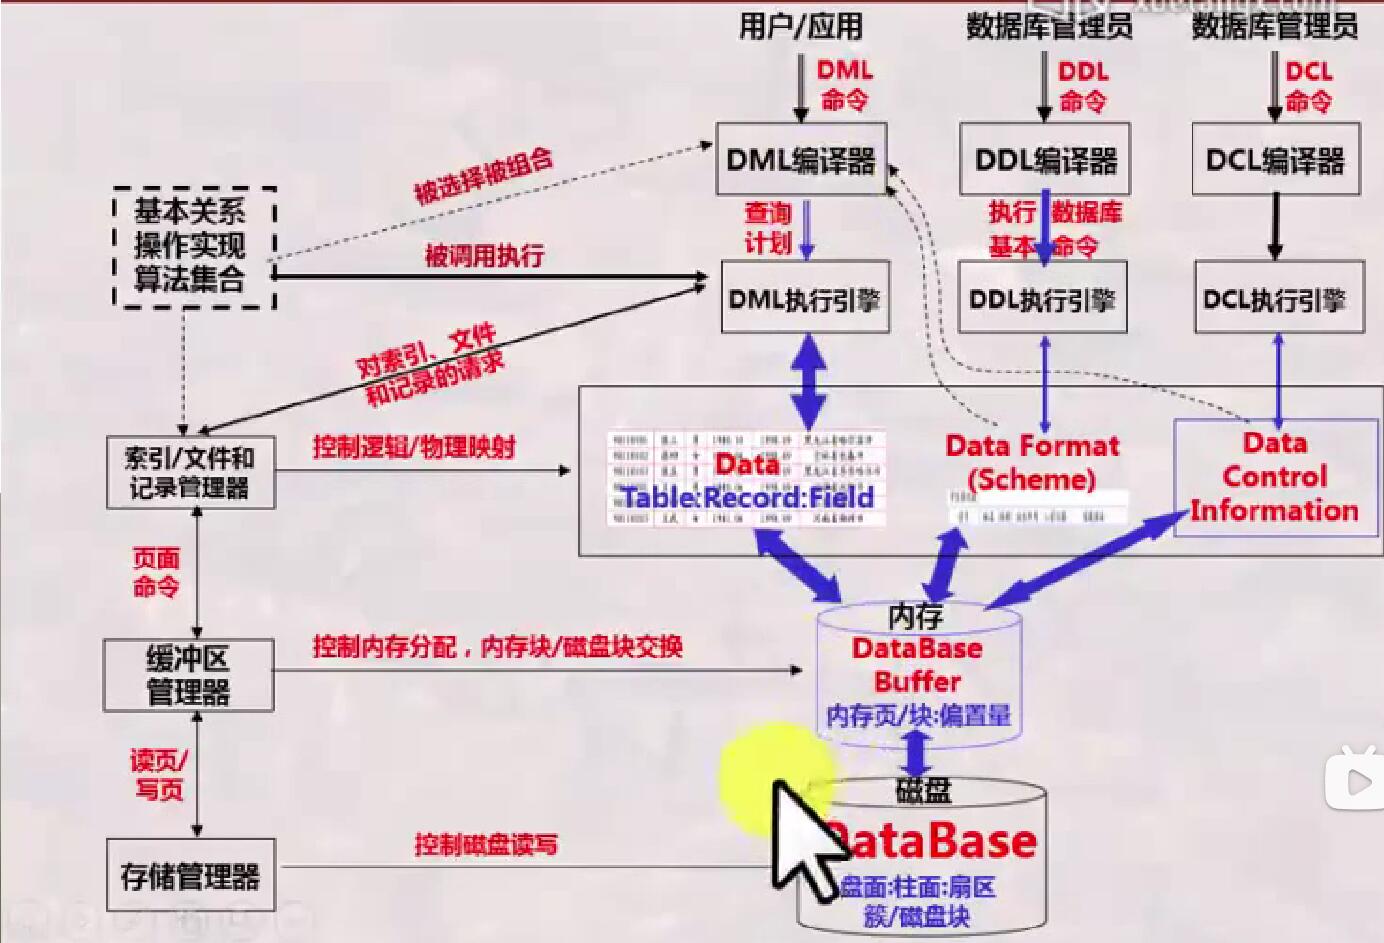 用户/应用
数据库管理员
数据库管理员
DML
命令
DDL
命令
DCL
命令
DML编译器
DDL编译器
DCL编译器
被选择被组合
基本关系
操作实现
算法集合
查询
计划
执行 数据库
基本 命令
被调用执行
DML执行引擎
DDL执行引擎
DCL执行引擎
对索引、文件
和记录的请求
索引/文件和
记录管理器
控制逻辑/物理映射
Data
Table:Record:Field
Data Format
(Scheme)
Data
Control
Information
页面
命令
缓冲区
管理器
控制内存分配，内存块/磁盘块交换
内存
DataBase
Buffer
内存页/块:偏置量
读页/
写页
磁盘
DataBase
盘面:柱面:扇区
簇/磁盘块
存储管理器
控制磁盘读写